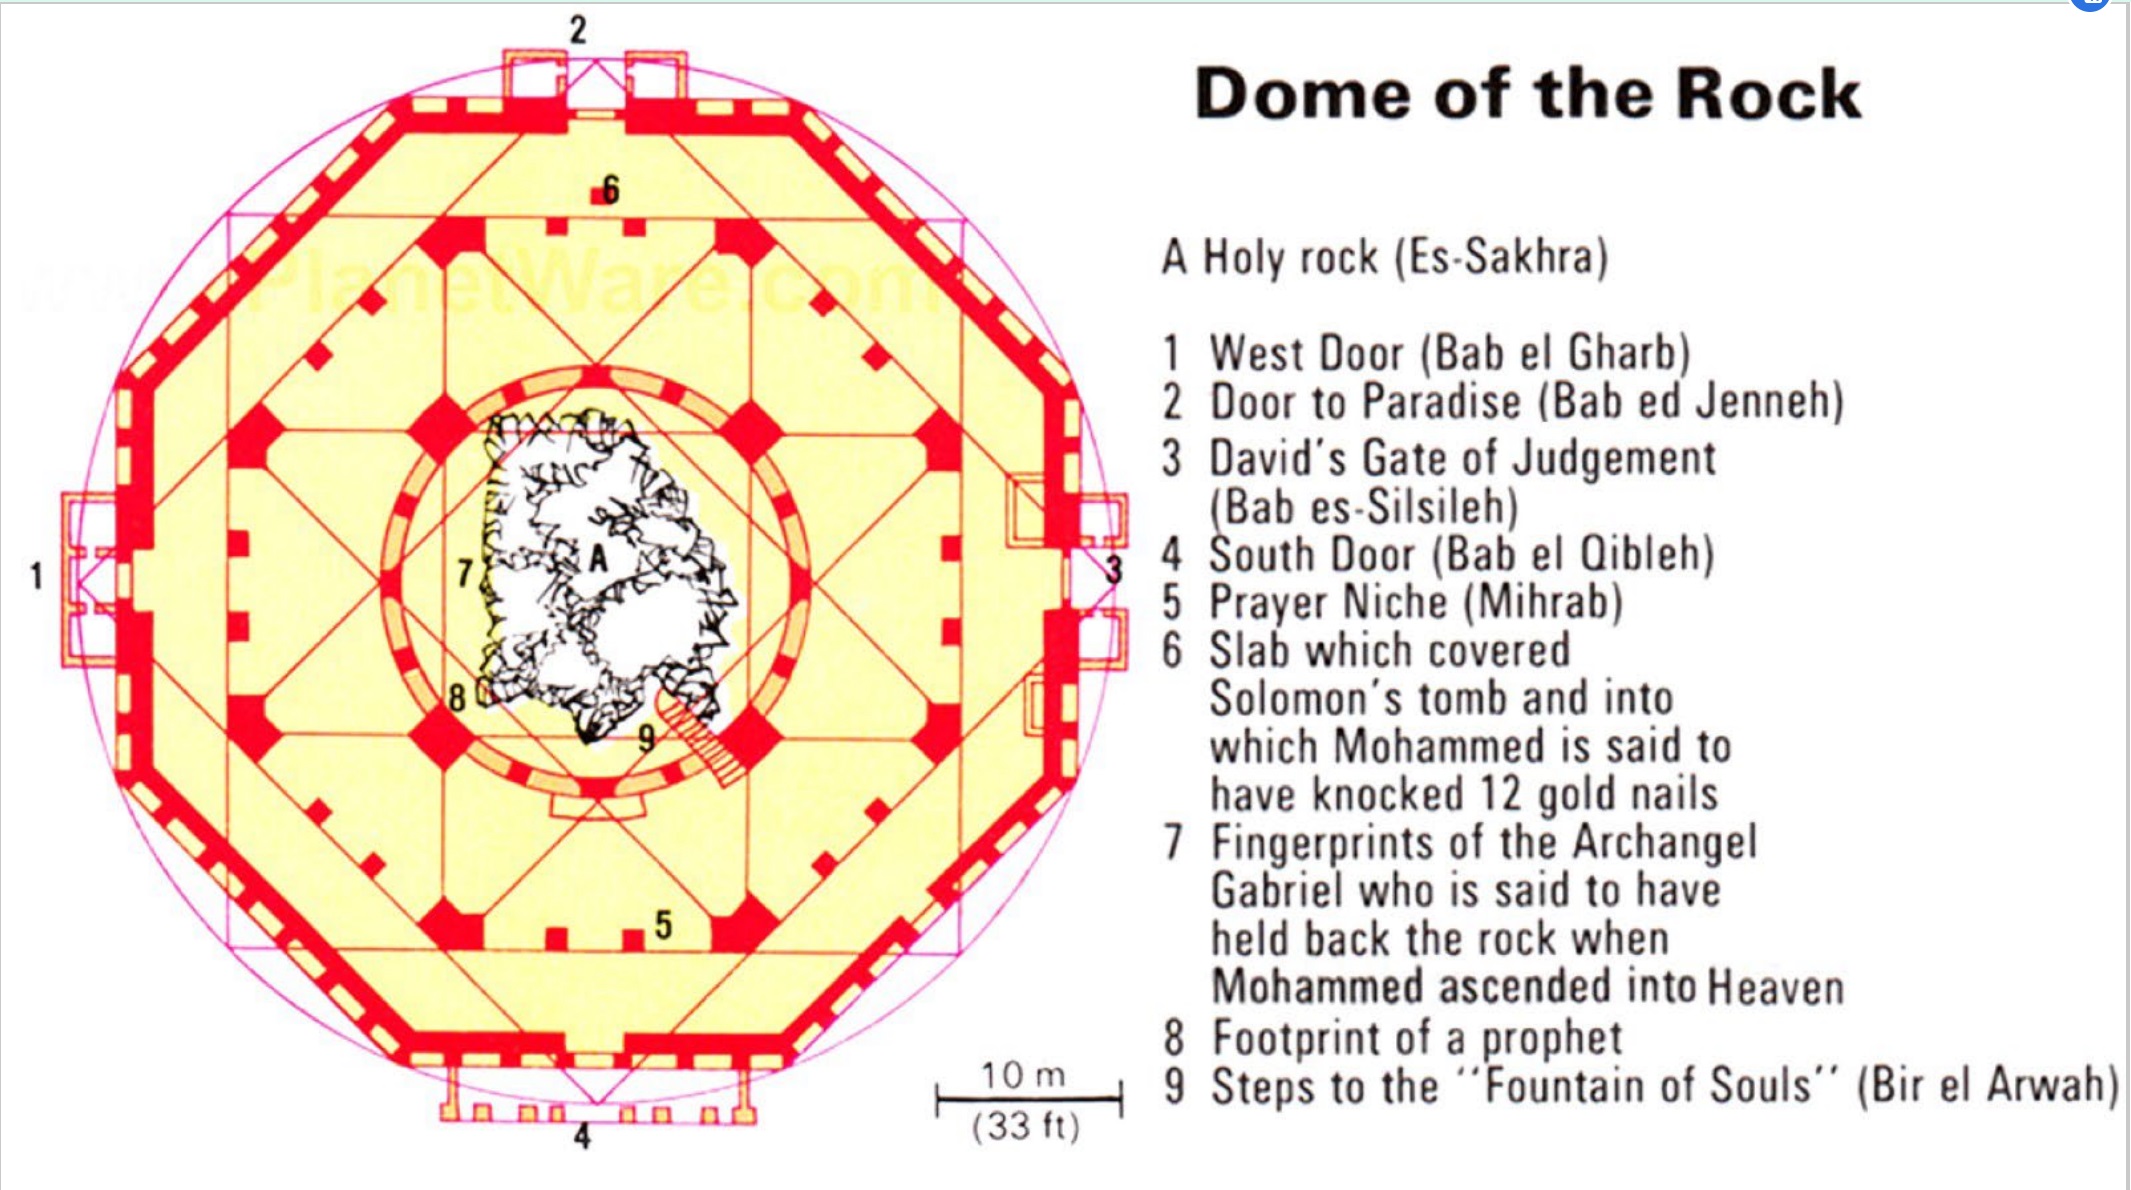 2
Dome of the Rock
6
www.PlanetWare.com
A Holy rock (Es-Sakhra)
1 West Door (Bab el Gharb)
2 Door to Paradise (Bab ed Jenneh)
3 David's Gate of Judgement
(Bab es-Silsileh)
4 South Door (Bab el Qibleh)
5 Prayer Niche (Mihrab)
6 Slab which covered
Solomon's tomb and into
which Mohammed is said to
have knocked 12 gold nails
7 Fingerprints of the Archangel
Gabriel who is said to have
held back the rock when
Mohammed ascended into Heaven
8 Footprint of a prophet
9 Steps to the ''Fountain of Souls'' (Bir el Arwah)
A
7
1
3
8
9
5
10 m
(33 ft)
4